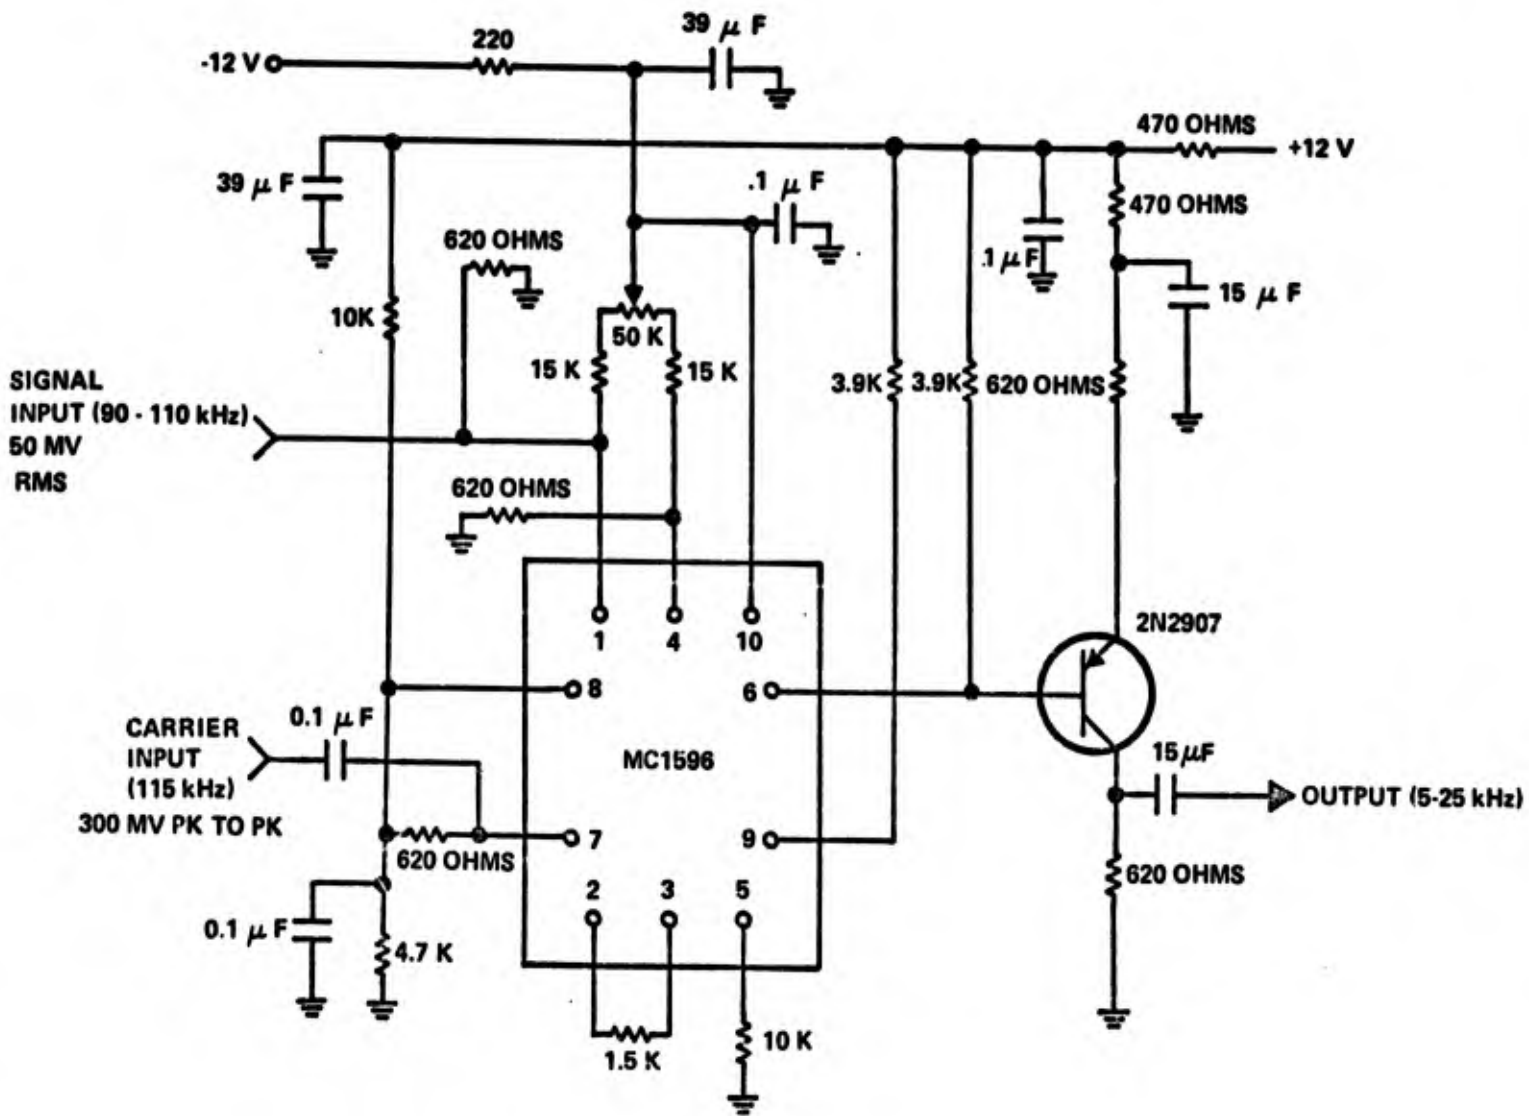 39 μ F
220
-12 V
470 OHMS
+12 V
39 μ F
.1 μ F
470 OHMS
620 OHMS
.1 μF
15 μ F
10K
50 K
15 K
15 K
3.9K
3.9K
620 OHMS
SIGNAL
INPUT (90 - 110 kHz)
50 MV
RMS
620 OHMS
2N2907
1
4
10
8
6
0.1 μ F
CARRIER
INPUT
(115 kHz)
300 MV PK TO PK
MC1596
15 μF
OUTPUT (5-25 kHz)
7
9
620 OHMS
620 OHMS
2
3
5
0.1 μ F
4.7 K
1.5 K
10 K